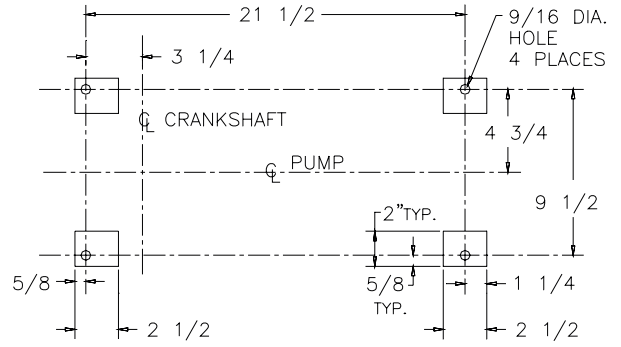 21 1/2
9/16 DIA.
HOLE
4 PLACES
3 1/4
℄ CRANKSHAFT
4 3/4
℄ PUMP
9 1/2
2" TYP.
5/8
5/8
TYP.
1 1/4
2 1/2
2 1/2